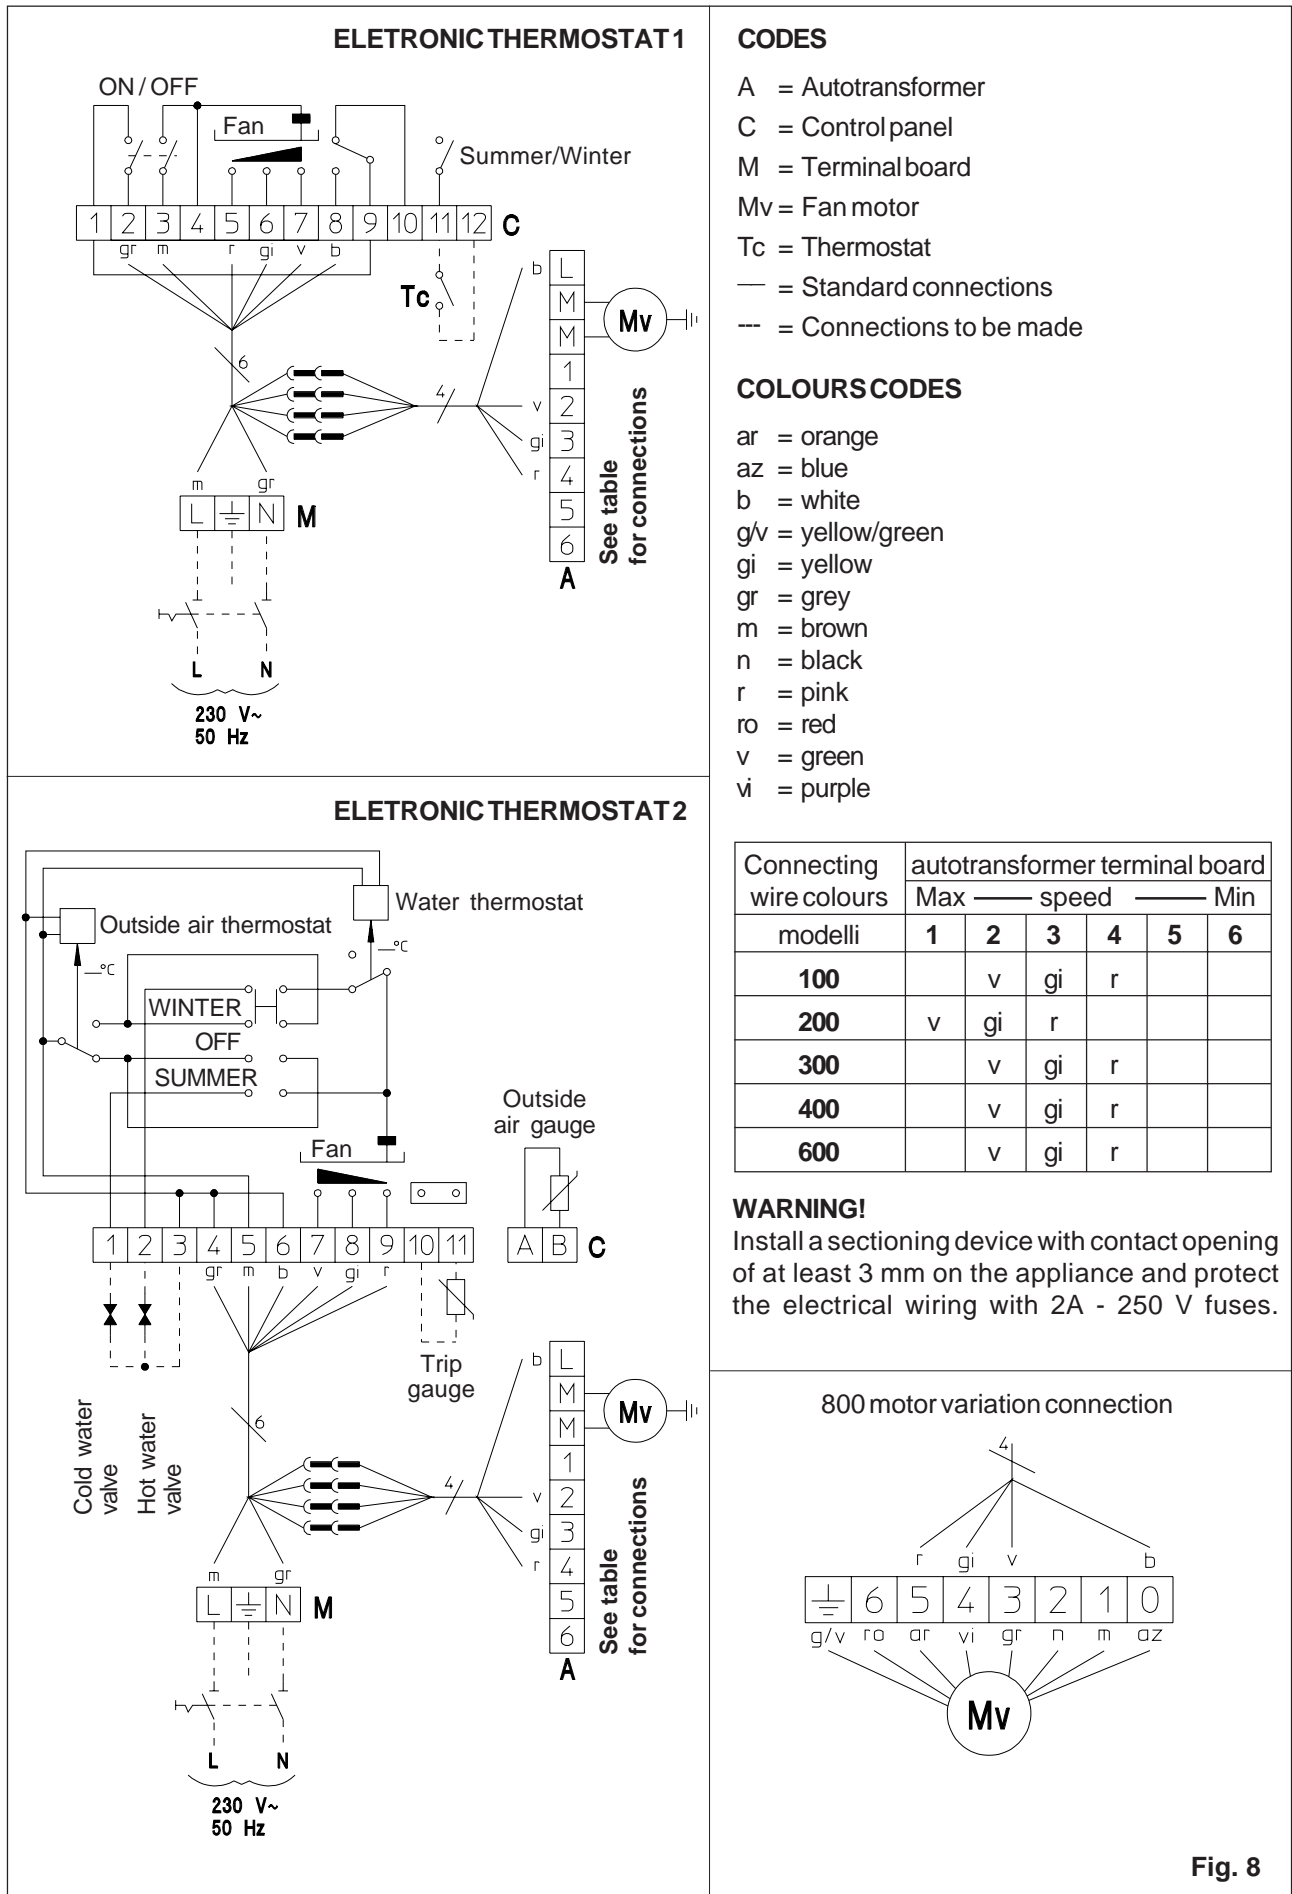 ELETRONIC THERMOSTAT 1
ON / OFF
Fan
Summer/Winter
1 2 3 4 5 6 7 8 9 10 11 12 C
gr m r gi v b
Tc
6
4
b L
M
M
Mv
1
v 2
gi 3
r 4
5
6
A
See table
for connections
m gr
L N M
L N
230 V~
50 Hz
ELETRONIC THERMOSTAT 2
Water thermostat
Outside air thermostat
°C
°C
WINTER
OFF
SUMMER
Outside
air gauge
Fan
1 2 3 4 5 6 7 8 9 10 11 A B C
gr m b v gi r
Trip
gauge
Cold water
valve
Hot water
valve
6
4
b L
M
M
Mv
1
v 2
gi 3
r 4
5
6
A
See table
for connections
m gr
L N M
L N
230 V~
50 Hz
CODES
A = Autotransformer
C = Control panel
M = Terminal board
Mv = Fan motor
Tc = Thermostat
— = Standard connections
--- = Connections to be made
COLOURS CODES
ar = orange
az = blue
b = white
g/v = yellow/green
gi = yellow
gr = grey
m = brown
n = black
r = pink
ro = red
v = green
vi = purple
Connecting autotransformer terminal board
wire colours Max — speed — Min
modelli 1 2 3 4 5 6
100 v gi r
200 v gi r
300 v gi r
400 v gi r
600 v gi r
WARNING!
Install a sectioning device with contact opening
of at least 3 mm on the appliance and protect
the electrical wiring with 2A - 250 V fuses.
800 motor variation connection
4
r gi v b
6 5 4 3 2 1 0
g/v ro ar vi gr n m az
Mv
Fig. 8